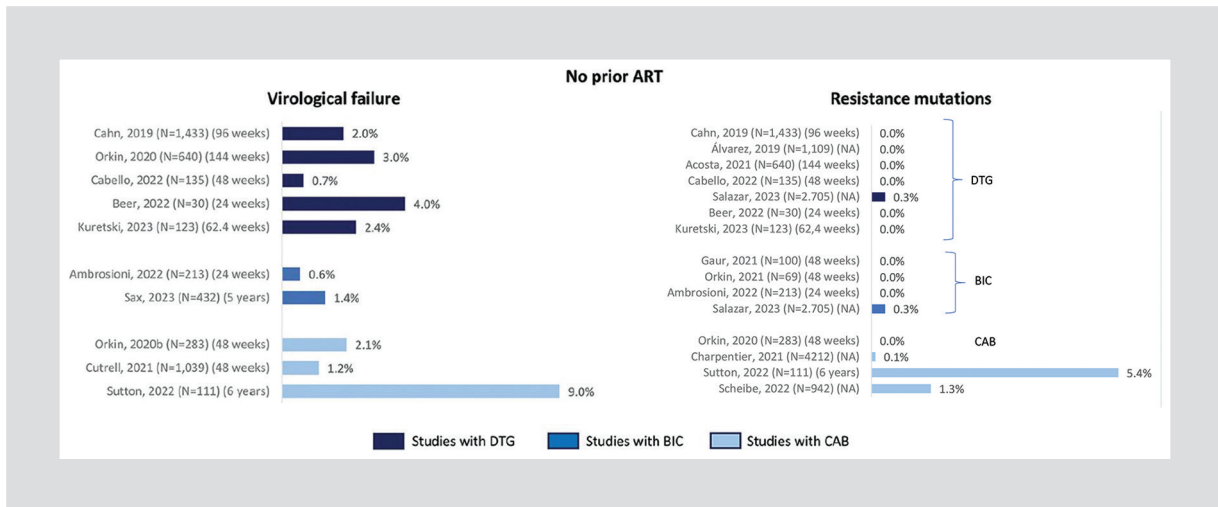 No prior ART
Virological failure
Cahn, 2019 (N=1,433) (96 weeks) 2.0%
Orkin, 2020 (N=640) (144 weeks) 3.0%
Cabello, 2022 (N=135) (48 weeks) 0.7%
Beer, 2022 (N=30) (24 weeks) 4.0%
Kuretski, 2023 (N=123) (62.4 weeks) 2.4%
Ambrosioni, 2022 (N=213) (24 weeks) 0.6%
Sax, 2023 (N=432) (5 years) 1.4%
Orkin, 2020b (N=283) (48 weeks) 2.1%
Cutrell, 2021 (N=1,039) (48 weeks) 1.2%
Sutton, 2022 (N=111) (6 years) 9.0%
Resistance mutations
Cahn, 2019 (N=1,433) (96 weeks) 0.0%
Álvarez, 2019 (N=1,109) (NA) 0.0%
Acosta, 2021 (N=640) (144 weeks) 0.0%
Cabello, 2022 (N=135) (48 weeks) 0.0%
DTG
Salazar, 2023 (N=2.705) (NA) 0.3%
Beer, 2022 (N=30) (24 weeks) 0.0%
Kuretski, 2023 (N=123) (62,4 weeks) 0.0%
Gaur, 2021 (N=100) (48 weeks) 0.0%
Orkin, 2021 (N=69) (48 weeks) 0.0%
BIC
Ambrosioni, 2022 (N=213) (24 weeks) 0.0%
Salazar, 2023 (N=2.705) (NA) 0.3%
Orkin, 2020 (N=283) (48 weeks) 0.0% CAB
Charpentier, 2021 (N=4212) (NA) 0.1%
Sutton, 2022 (N=111) (6 years) 5.4%
Scheibe, 2022 (N=942) (NA) 1.3%
Studies with DTG Studies with BIC Studies with CAB